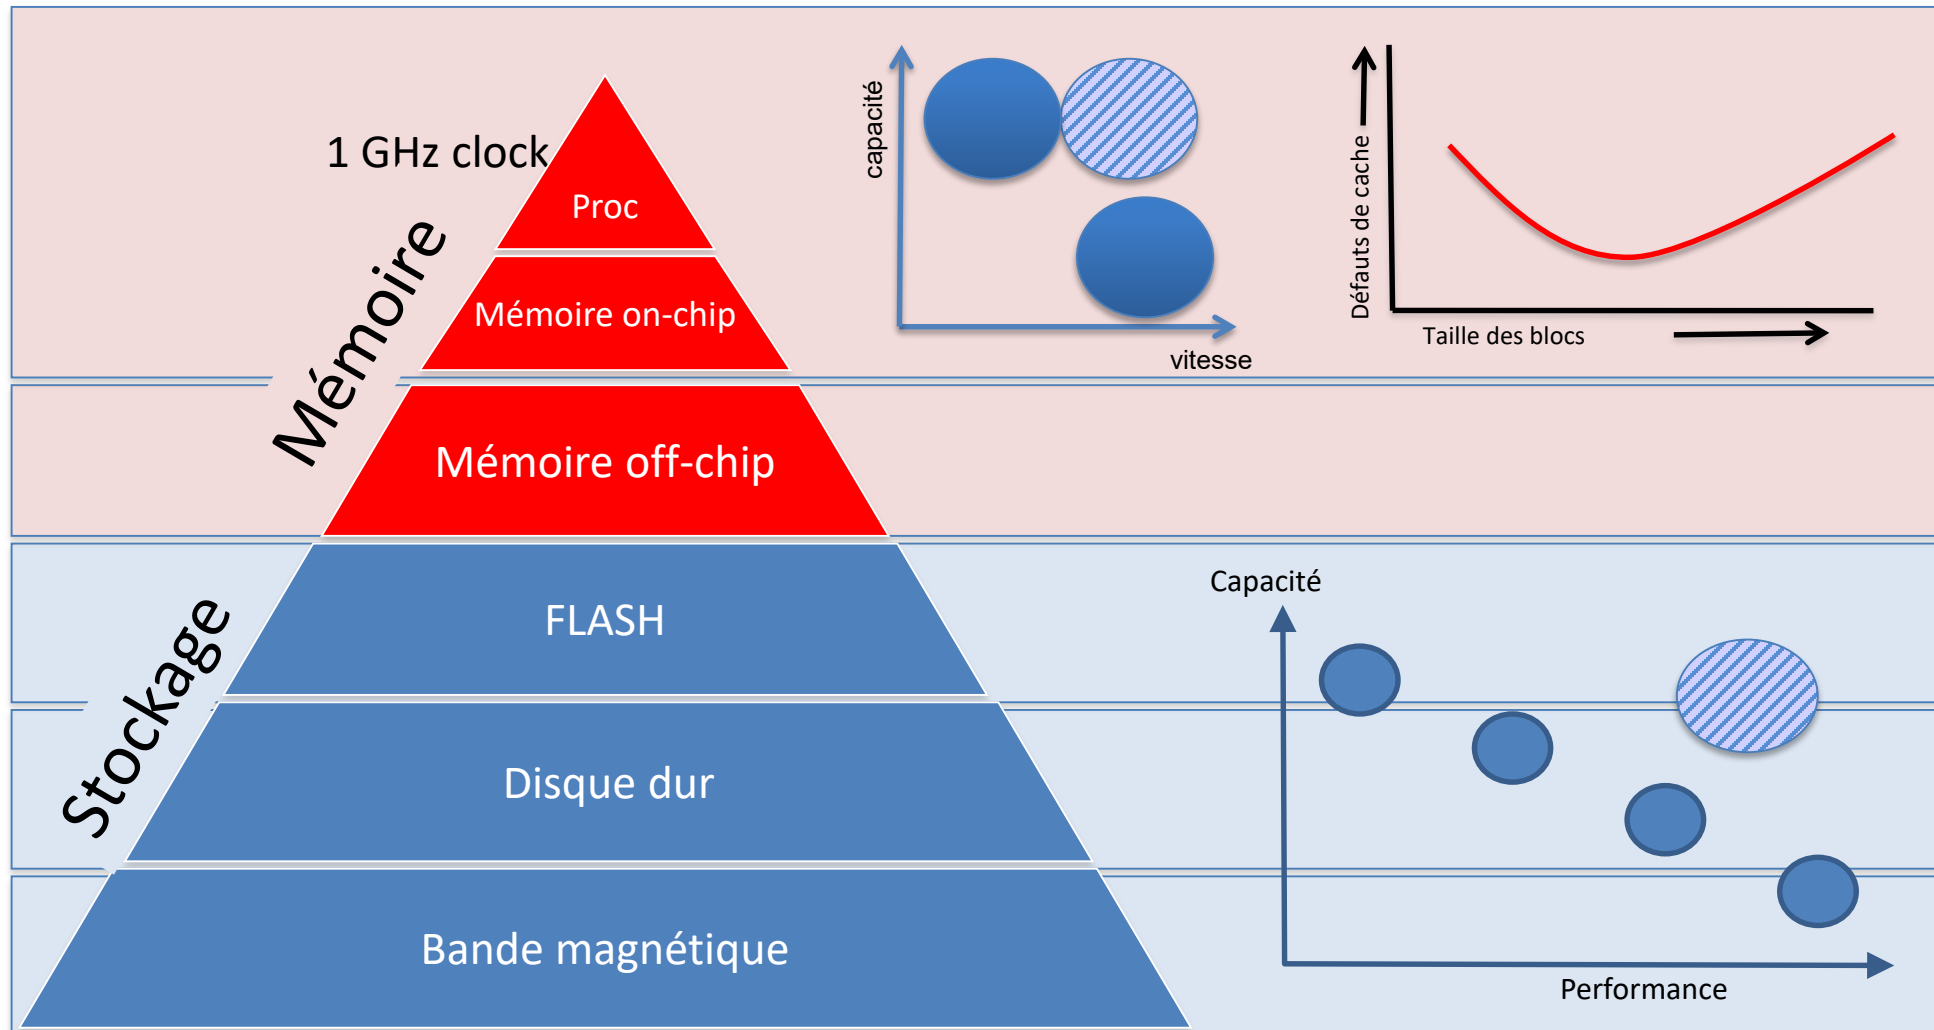 1 GHz clock
Proc
Mémoire on-chip
Mémoire off-chip
FLASH
Disque dur
Bande magnétique
Mémoire
Stockage
capacité
vitesse
Défauts de cache
Taille des blocs
Capacité
Performance